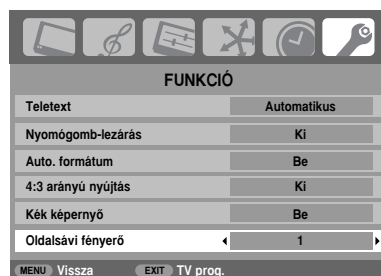 FUNKCIÓ
Teletext Automatikus
Nyomógomb-lezárás Ki
Auto. formátum Be
4:3 arányú nyújtás Ki
Kék képernyő Be
Oldalsávi fényerő 1
MENU Vissza EXIT TV prog.